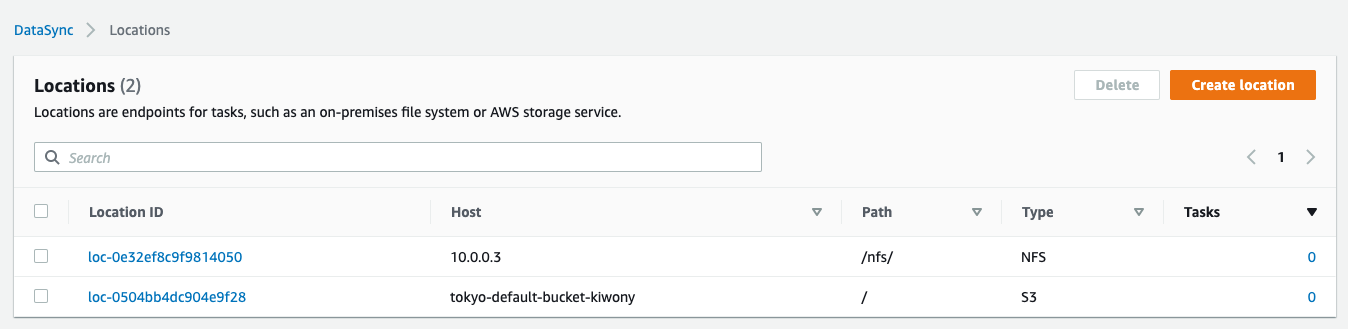 DataSync > Locations
Locations (2)
Delete
Create location
Locations are endpoints for tasks, such as an on-premises file system or AWS storage service.
Search
1
Location ID Host Path Type Tasks
loc-0e32ef8c9f9814050 10.0.0.3 /nfs/ NFS 0
loc-0504bb4dc904e9f28 tokyo-default-bucket-kiwony / S3 0